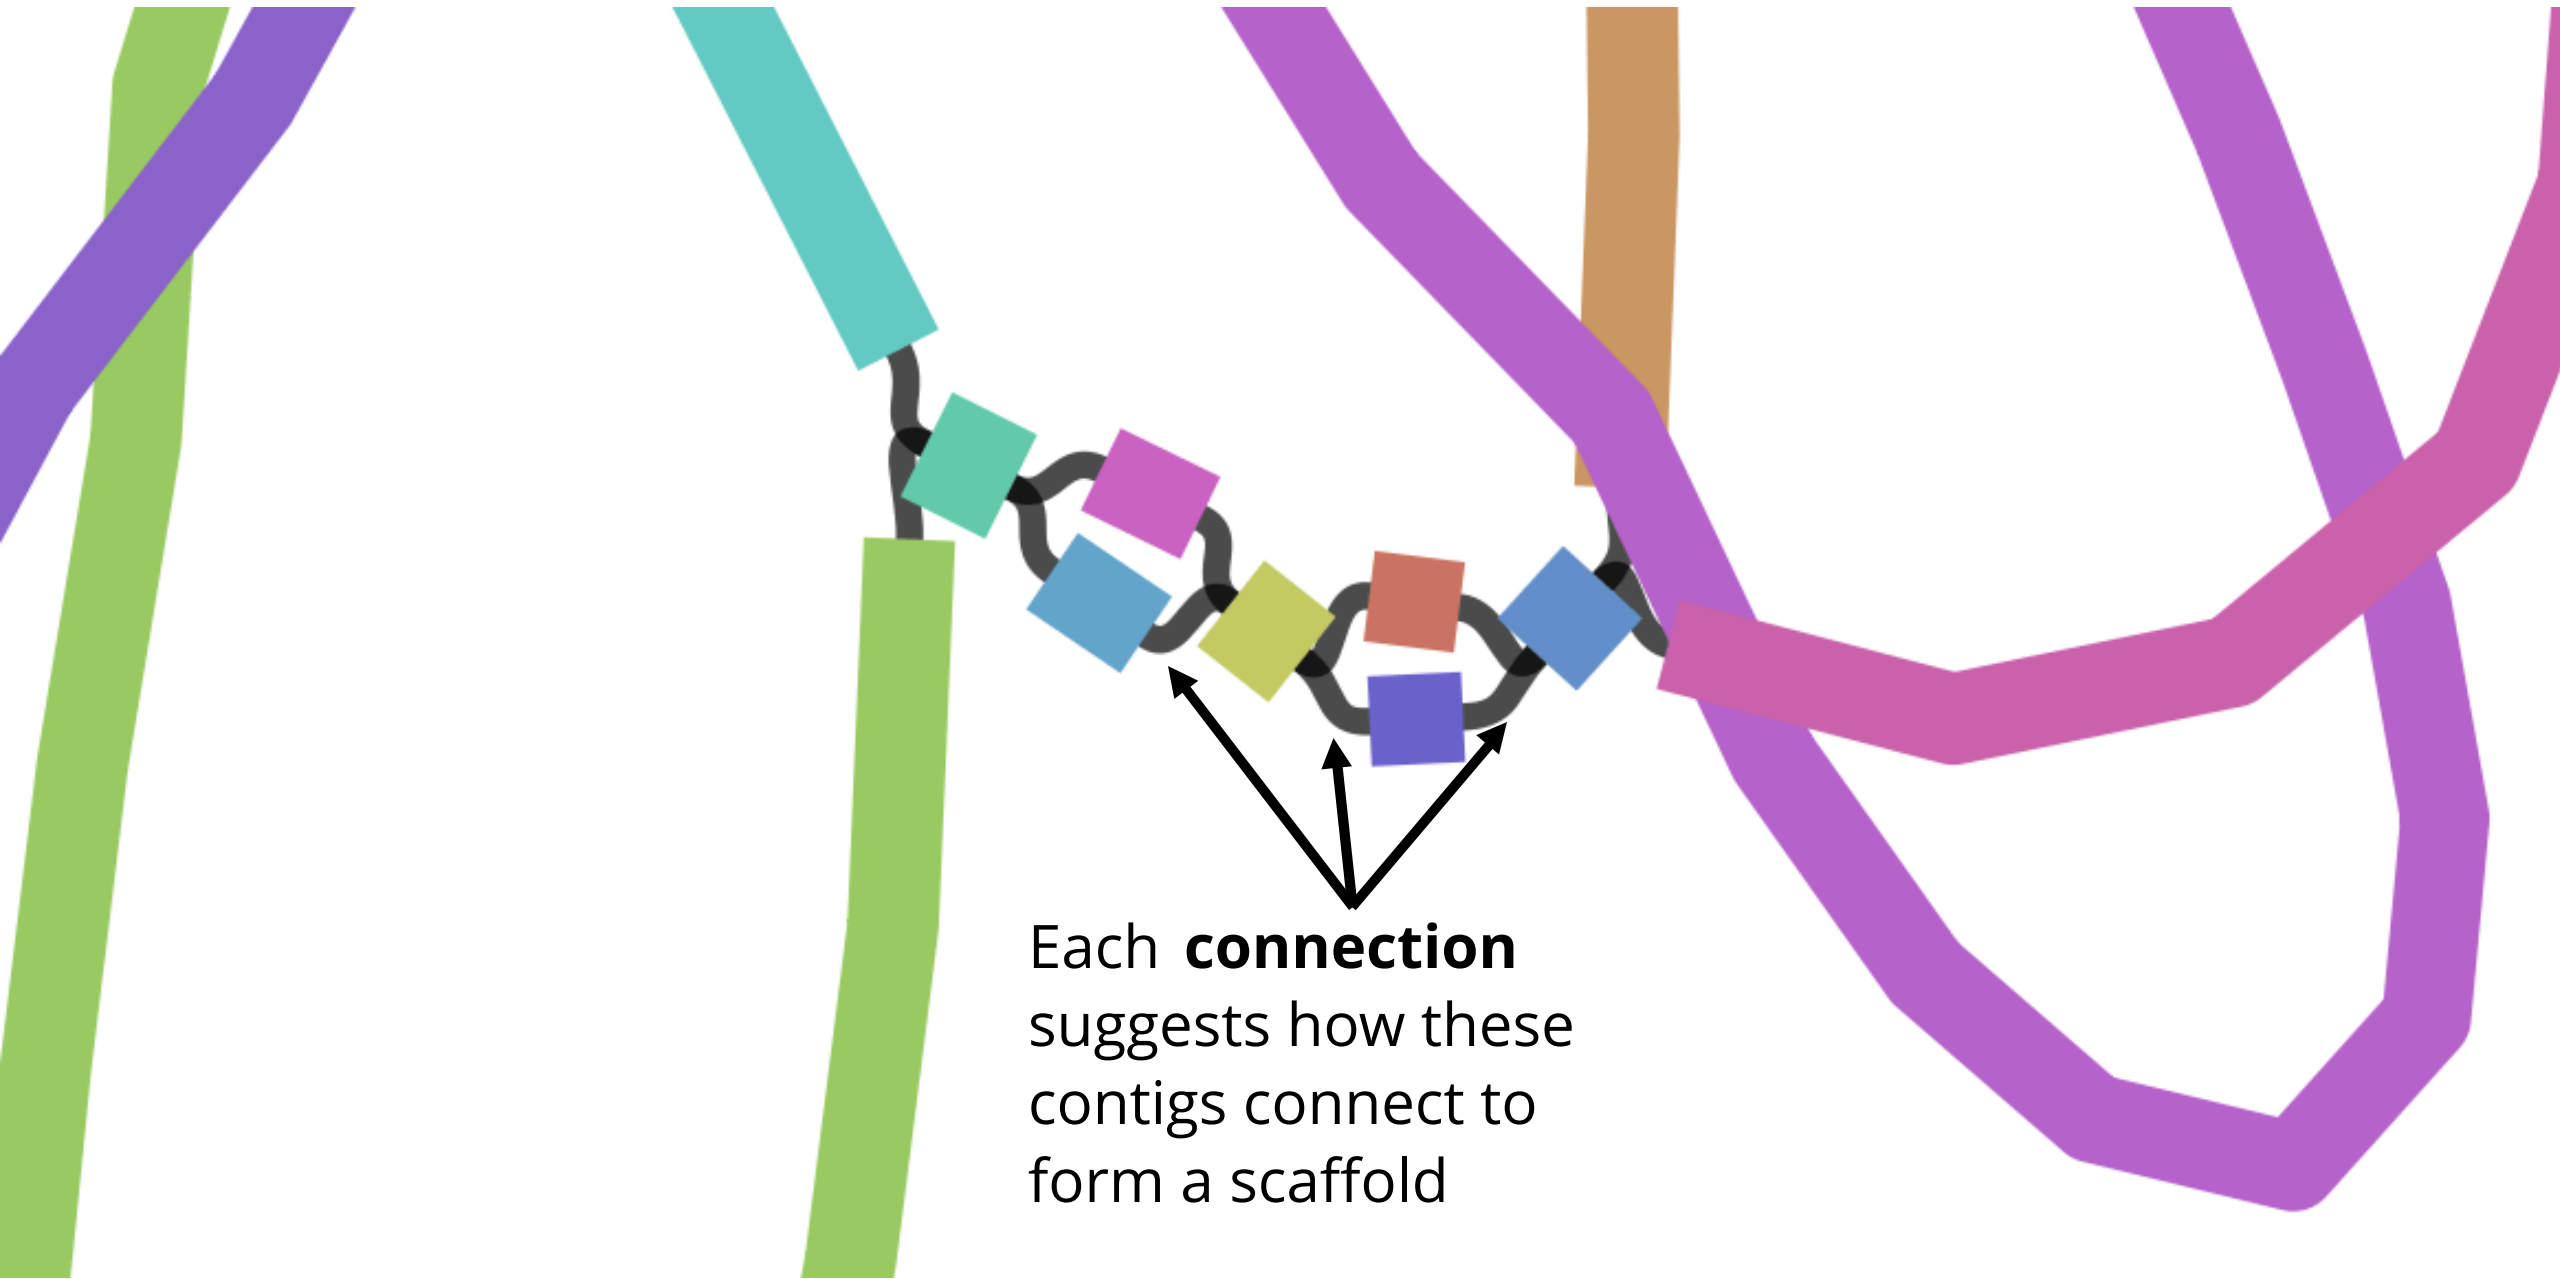 Each connection
suggests how these
contigs connect to
form a scaffold